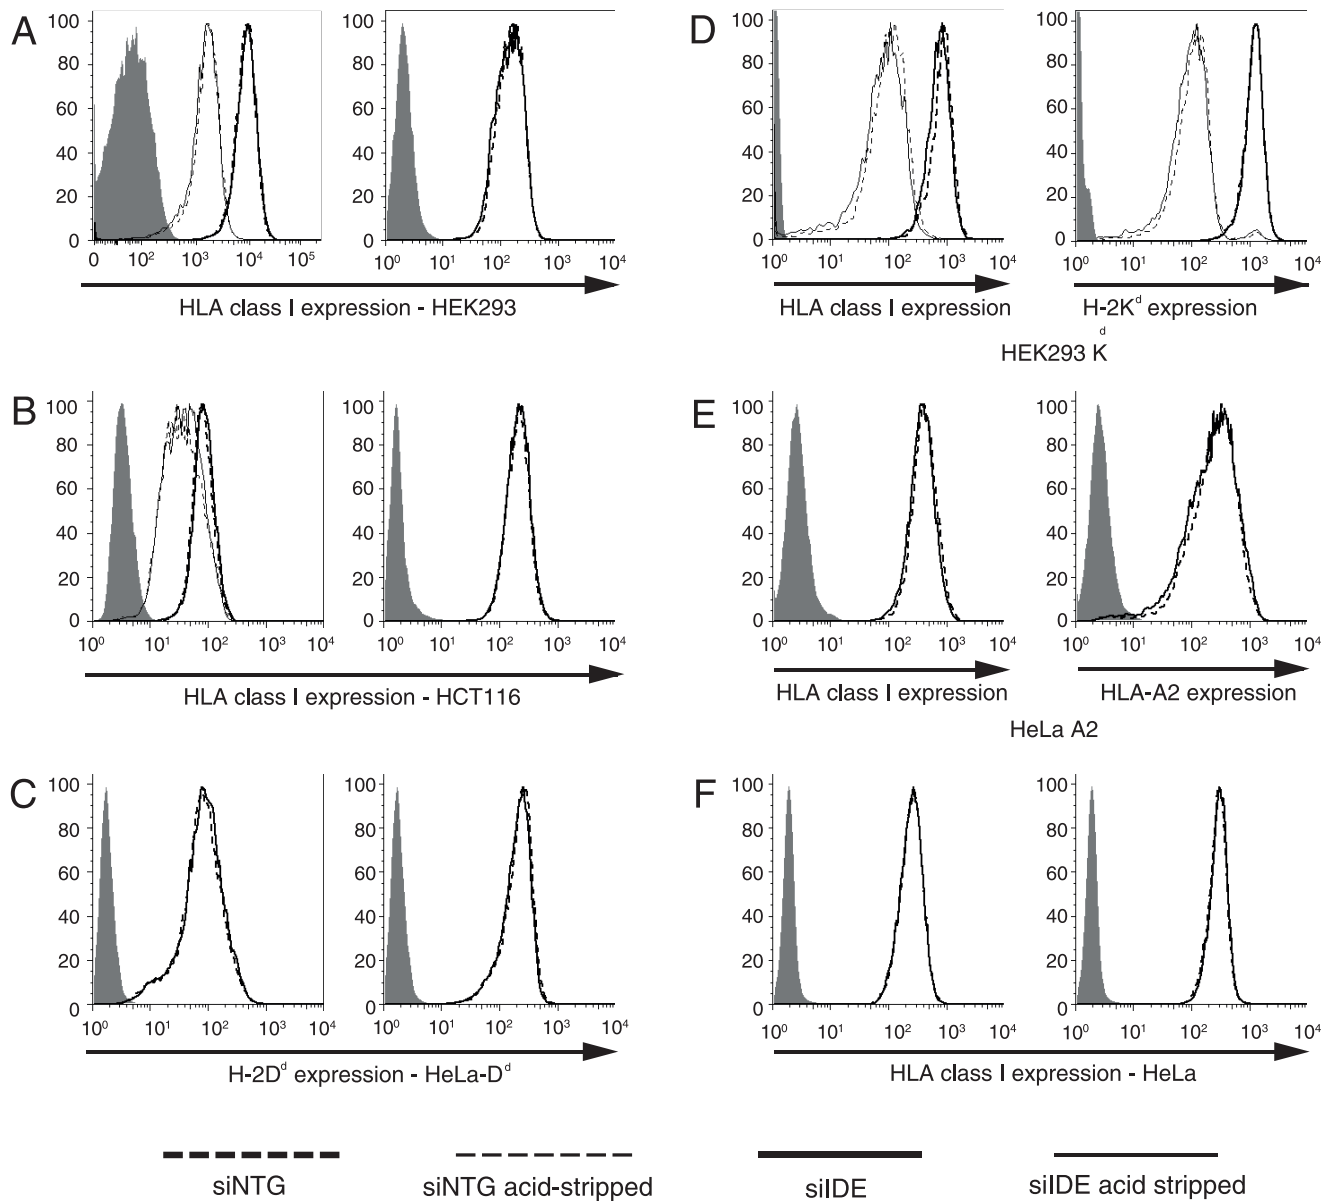 A
100
80
60
40
20
0
0 10² 10³ 10⁴ 10⁵
100
80
60
40
20
0
10⁰ 10¹ 10² 10³ 10⁴
HLA class I expression - HEK293
D
100
80
60
40
20
0
10⁰ 10¹ 10² 10³ 10⁴
100
80
60
40
20
0
10⁰ 10¹ 10² 10³ 10⁴
HLA class I expression
H-2Kᵈ expression
HEK293 Kᵈ
B
100
80
60
40
20
0
10⁰ 10¹ 10² 10³ 10⁴
100
80
60
40
20
0
10⁰ 10¹ 10² 10³ 10⁴
HLA class I expression - HCT116
E
100
80
60
40
20
0
10⁰ 10¹ 10² 10³ 10⁴
100
80
60
40
20
0
10⁰ 10¹ 10² 10³ 10⁴
HLA class I expression
HLA-A2 expression
HeLa A2
C
100
80
60
40
20
0
10⁰ 10¹ 10² 10³ 10⁴
100
80
60
40
20
0
10⁰ 10¹ 10² 10³ 10⁴
H-2Dᵈ expression - HeLa-Dᵈ
F
100
80
60
40
20
0
10⁰ 10¹ 10² 10³ 10⁴
100
80
60
40
20
0
10⁰ 10¹ 10² 10³ 10⁴
HLA class I expression - HeLa
siNTG
siNTG acid-stripped
siIDE
siIDE acid stripped